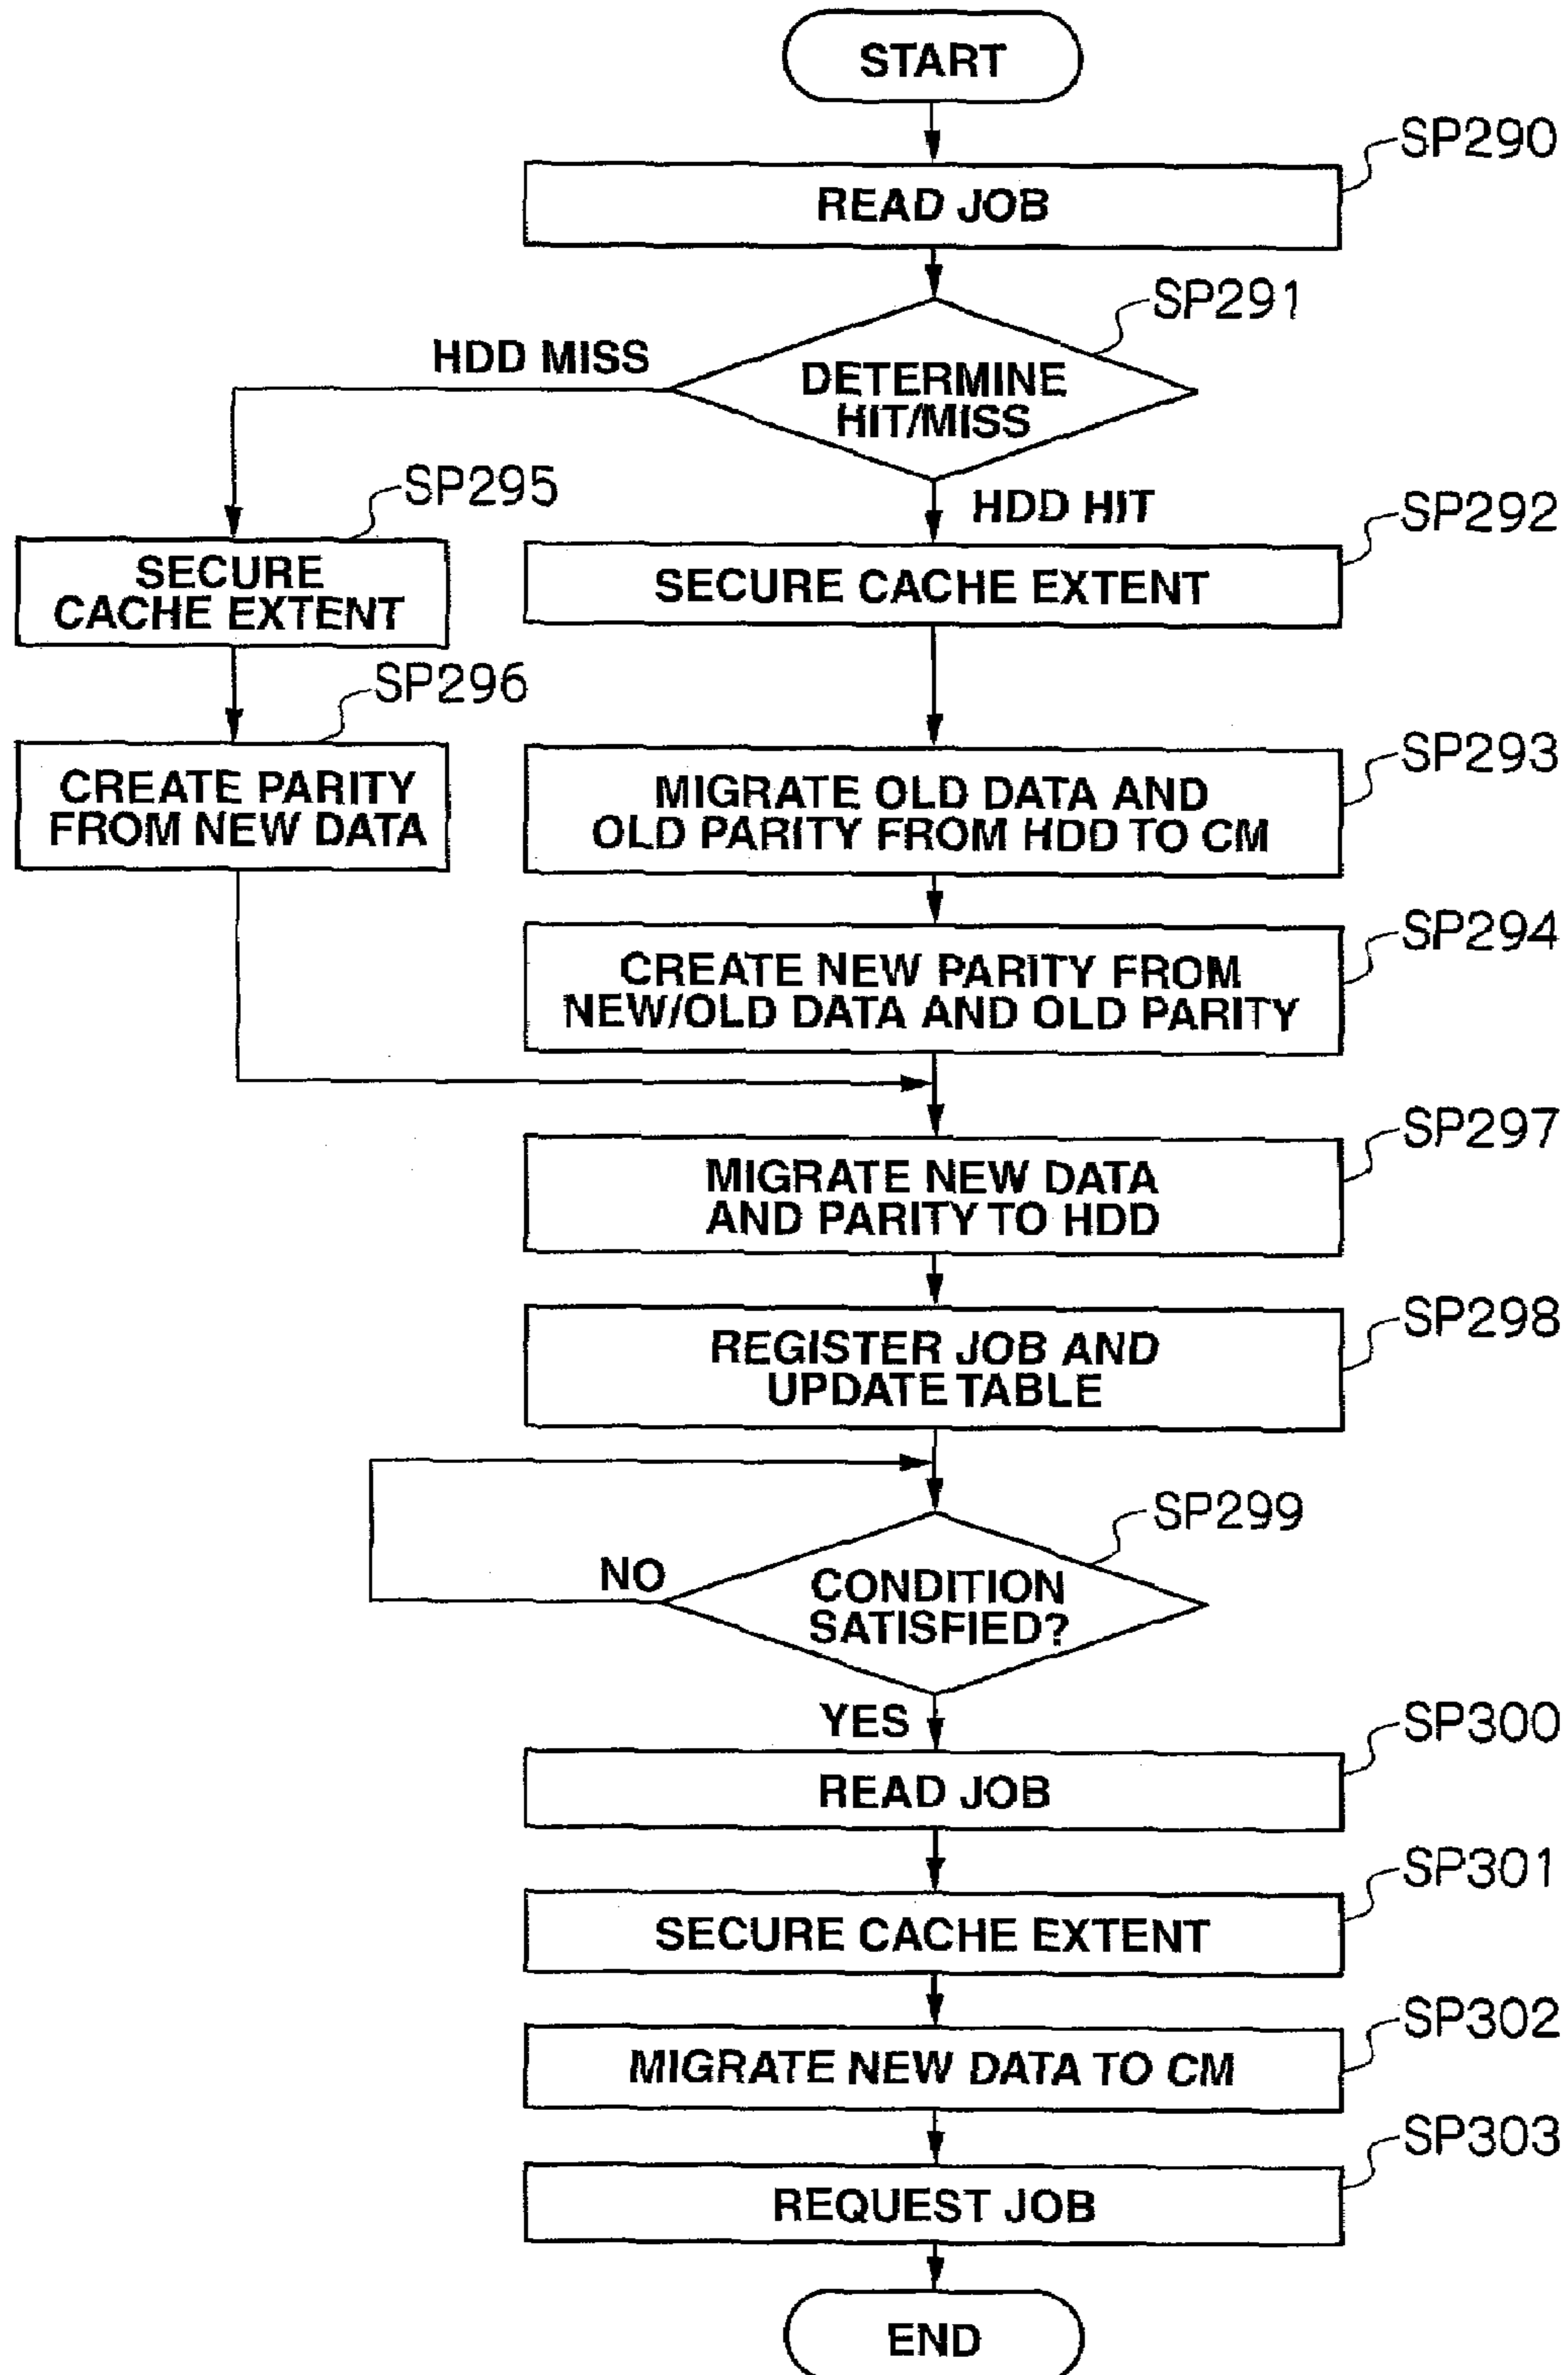 START
SP290
READ JOB
SP291
HDD MISS
DETERMINE
HIT/MISS
SP295
HDD HIT
SP292
SECURE
CACHE EXTENT
SECURE CACHE EXTENT
SP296
SP293
CREATE PARITY
FROM NEW DATA
MIGRATE OLD DATA AND
OLD PARITY FROM HDD TO CM
SP294
CREATE NEW PARITY FROM
NEW/OLD DATA AND OLD PARITY
SP297
MIGRATE NEW DATA
AND PARITY TO HDD
SP298
REGISTER JOB AND
UPDATE TABLE
SP299
NO
CONDITION
SATISFIED?
YES
SP300
READ JOB
SP301
SECURE CACHE EXTENT
SP302
MIGRATE NEW DATA TO CM
SP303
REQUEST JOB
END